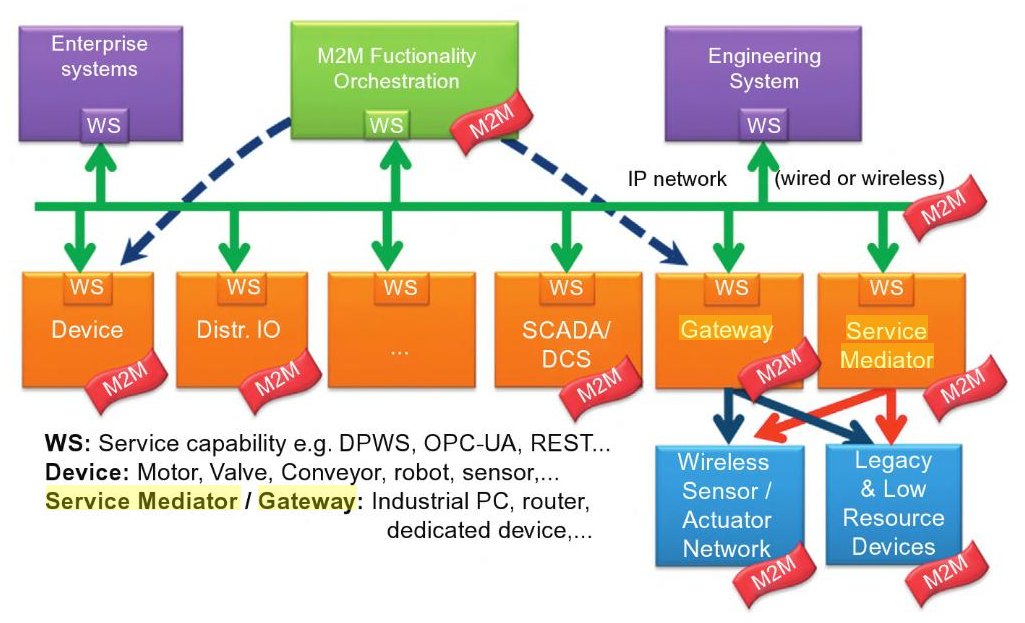 Enterprise
systems
WS
M2M Fuctionality
Orchestration
WS
M2M
Engineering
System
WS
IP network
(wired or wireless)
M2M
WS
Device
M2M
WS
Distr. IO
M2M
WS
...
WS
SCADA/
DCS
M2M
WS
Gateway
M2M
WS
Service
Mediator
M2M
WS: Service capability e.g. DPWS, OPC-UA, REST...
Device: Motor, Valve, Conveyor, robot, sensor,...
Service Mediator / Gateway: Industrial PC, router,
dedicated device,...
Wireless
Sensor /
Actuator
Network
M2M
Legacy
& Low
Resource
Devices
M2M